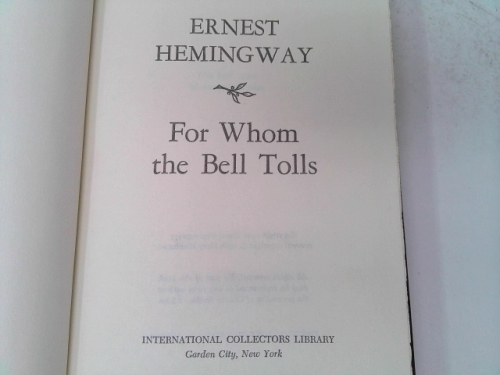 ERNEST
HEMINGWAY
For Whom
the Bell Tolls
INTERNATIONAL COLLECTORS LIBRARY
Garden City, New York